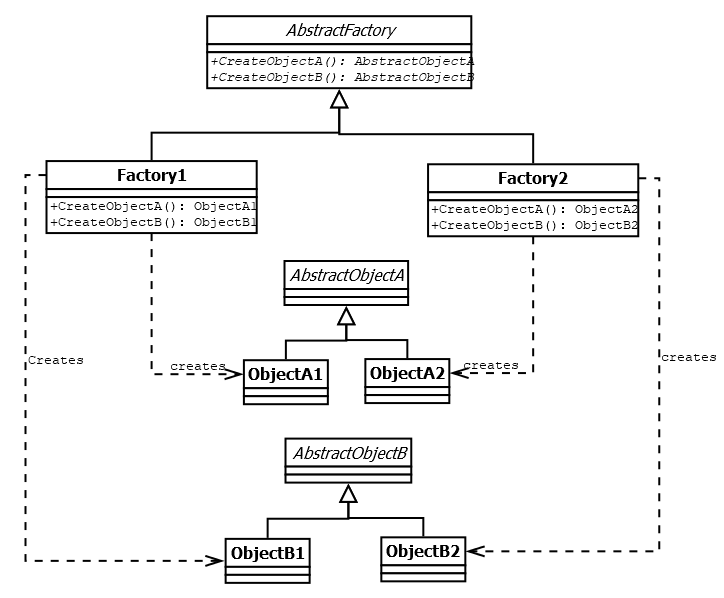 AbstractFactory
+CreateObjectA(): AbstractObjectA
+CreateObjectB(): AbstractObjectB
Factory1
+CreateObjectA(): ObjectA1
+CreateObjectB(): ObjectB1
Factory2
+CreateObjectA(): ObjectA2
+CreateObjectB(): ObjectB2
AbstractObjectA
Creates
creates
creates
creates
ObjectA1
ObjectA2
AbstractObjectB
ObjectB1
ObjectB2